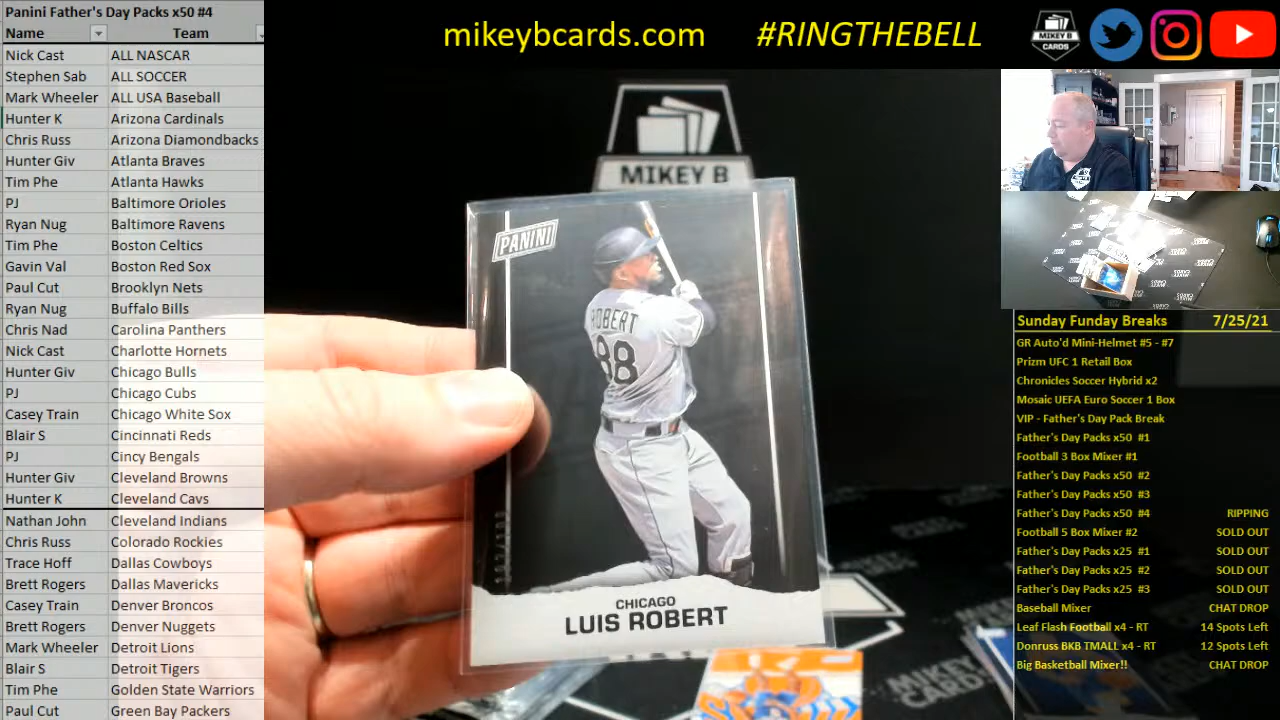 Panini Father's Day Packs x50 #4
Name Team
Nick Cast ALL NASCAR
Stephen Sab ALL SOCCER
Mark Wheeler ALL USA Baseball
Hunter K Arizona Cardinals
Chris Russ Arizona Diamondbacks
Hunter Giv Atlanta Braves
Tim Phe Atlanta Hawks
PJ Baltimore Orioles
Ryan Nug Baltimore Ravens
Tim Phe Boston Celtics
Gavin Val Boston Red Sox
Paul Cut Brooklyn Nets
Ryan Nug Buffalo Bills
Chris Nad Carolina Panthers
Nick Cast Charlotte Hornets
Hunter Giv Chicago Bulls
PJ Chicago Cubs
Casey Train Chicago White Sox
Blair S Cincinnati Reds
PJ Cincy Bengals
Hunter Giv Cleveland Browns
Hunter K Cleveland Cavs
Nathan John Cleveland Indians
Chris Russ Colorado Rockies
Trace Hoff Dallas Cowboys
Brett Rogers Dallas Mavericks
Casey Train Denver Broncos
Brett Rogers Denver Nuggets
Mark Wheeler Detroit Lions
Blair S Detroit Tigers
Tim Phe Golden State Warriors
Paul Cut Green Bay Packers
mikeybcards.com #RINGTHEBELL
MIKEY B
CARDS
MIKEY B
PANINI
ROBERT
88
CHICAGO
LUIS ROBERT
MIKEY
CARDS
Sunday Funday Breaks 7/25/21
GR Auto'd Mini-Helmet #5 - #7
Prizm UFC 1 Retail Box
Chronicles Soccer Hybrid x2
Mosaic UEFA Euro Soccer 1 Box
VIP - Father's Day Pack Break
Father's Day Packs x50 #1
Football 3 Box Mixer #1
Father's Day Packs x50 #2
Father's Day Packs x50 #3
Father's Day Packs x50 #4 RIPPING
Football 5 Box Mixer #2 SOLD OUT
Father's Day Packs x25 #1 SOLD OUT
Father's Day Packs x25 #2 SOLD OUT
Father's Day Packs x25 #3 SOLD OUT
Baseball Mixer CHAT DROP
Leaf Flash Football x4 - RT 14 Spots Left
Donruss BKB TMALL x4 - RT 12 Spots Left
Big Basketball Mixer!! CHAT DROP